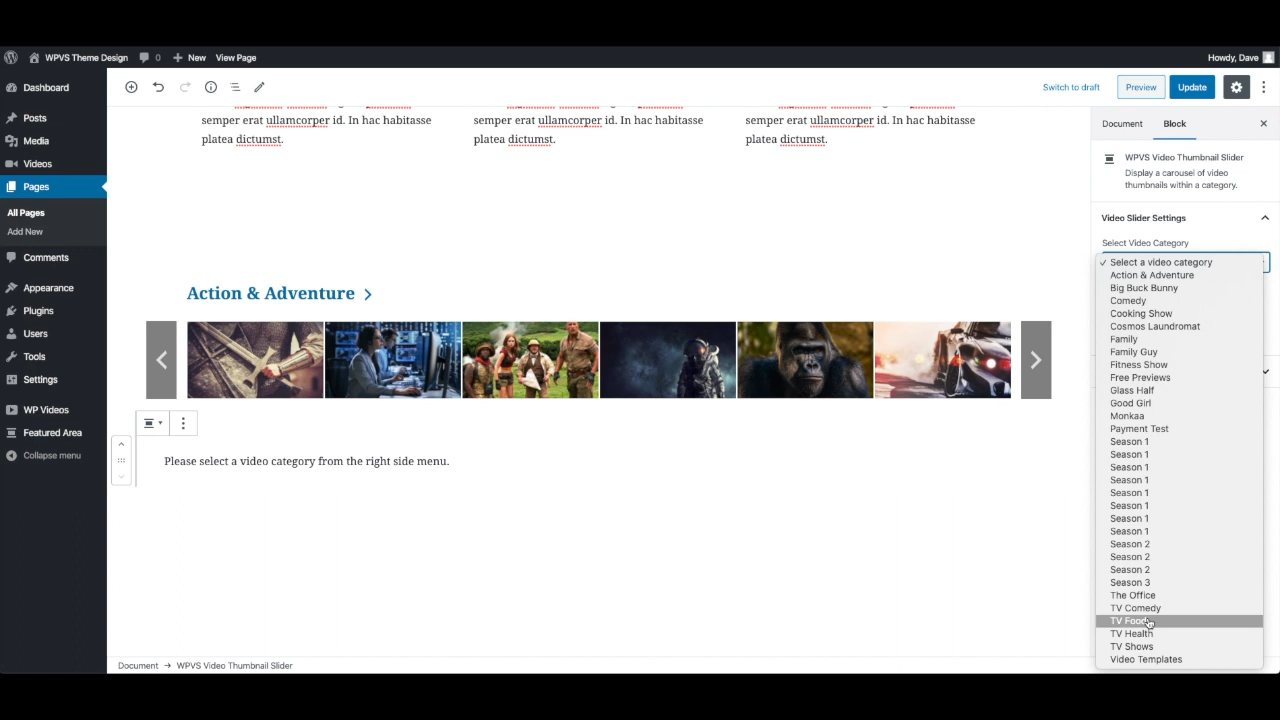 WPVS Theme Design 0 New View Page Howdy, Dave
Dashboard
Posts
Media
Videos
Pages
All Pages
Add New
Comments
Appearance
Plugins
Users
Tools
Settings
WP Videos
Featured Area
Collapse menu
Switch to draft Preview Update
semper erat ullamcorper id. In hac habitasse
platea dictumst.
semper erat ullamcorper id. In hac habitasse
platea dictumst.
semper erat ullamcorper id. In hac habitasse
platea dictumst.
Action & Adventure
Please select a video category from the right side menu.
Document → WPVS Video Thumbnail Slider
Document Block
WPVS Video Thumbnail Slider
Display a carousel of video
thumbnails within a category.
Video Slider Settings
Select Video Category
✓ Select a video category
Action & Adventure
Big Buck Bunny
Comedy
Cooking Show
Cosmos Laundromat
Family
Family Guy
Fitness Show
Free Previews
Glass Half
Good Girl
Monkaa
Payment Test
Season 1
Season 1
Season 1
Season 1
Season 1
Season 1
Season 1
Season 1
Season 2
Season 2
Season 2
Season 3
The Office
TV Comedy
TV Food
TV Health
TV Shows
Video Templates